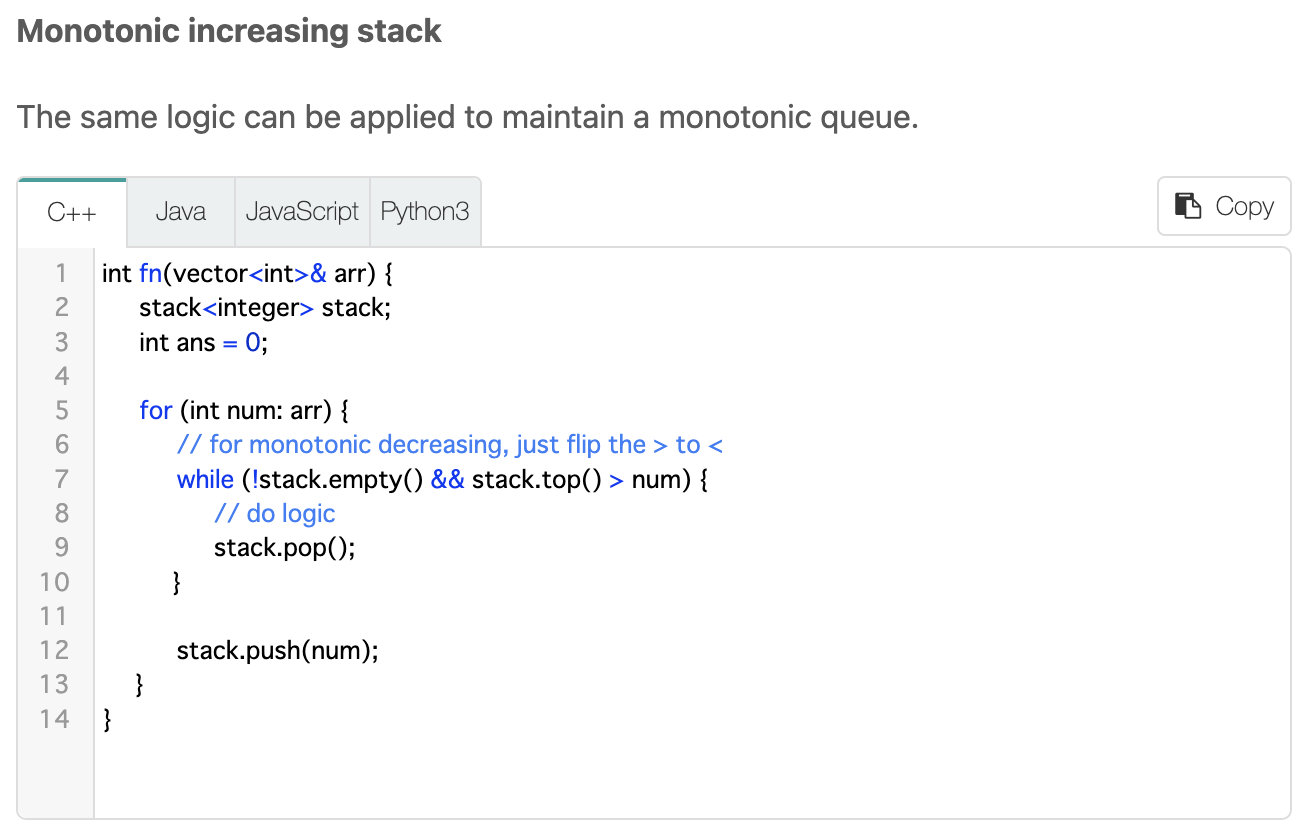 Monotonic increasing stack
The same logic can be applied to maintain a monotonic queue.
C++ Java JavaScript Python3 Copy
1 int fn(vector<int>& arr) {
2 stack<integer> stack;
3 int ans = 0;
4
5 for (int num: arr) {
6 // for monotonic decreasing, just flip the > to <
7 while (!stack.empty() && stack.top() > num) {
8 // do logic
9 stack.pop();
10 }
11
12 stack.push(num);
13 }
14 }